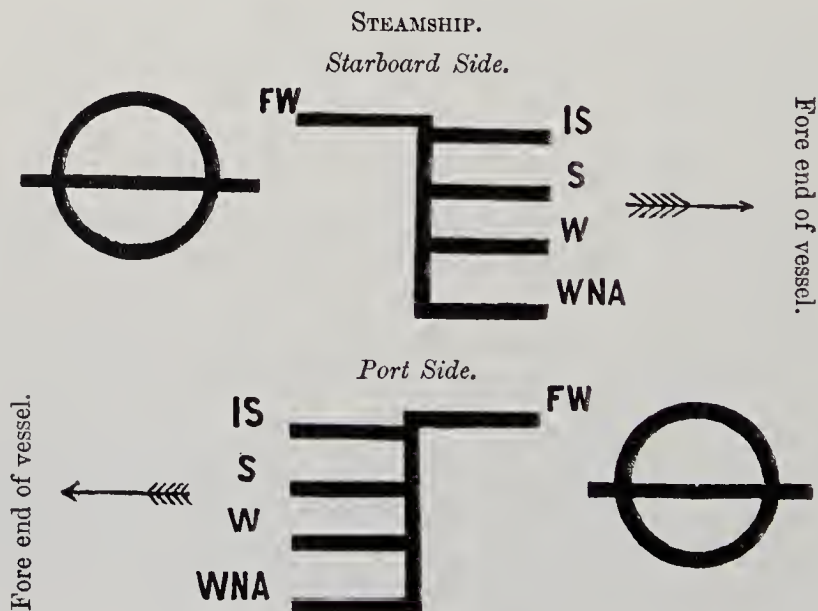 STEAMSHIP.
Starboard Side.
FW
IS
S
W
WNA
Fore end of vessel.
Port Side.
IS
FW
S
W
WNA
Fore end of vessel.